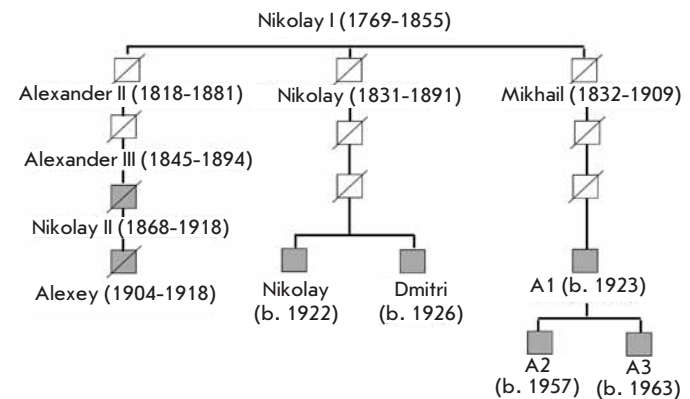 Nikolay I (1769-1855)
Alexander II (1818-1881)
Nikolay (1831-1891)
Mikhail (1832-1909)
Alexander III (1845-1894)
Nikolay II (1868-1918)
Alexey (1904-1918)
Nikolay
(b. 1922)
Dmitri
(b. 1926)
A1 (b. 1923)
A2
(b. 1957)
A3
(b. 1963)